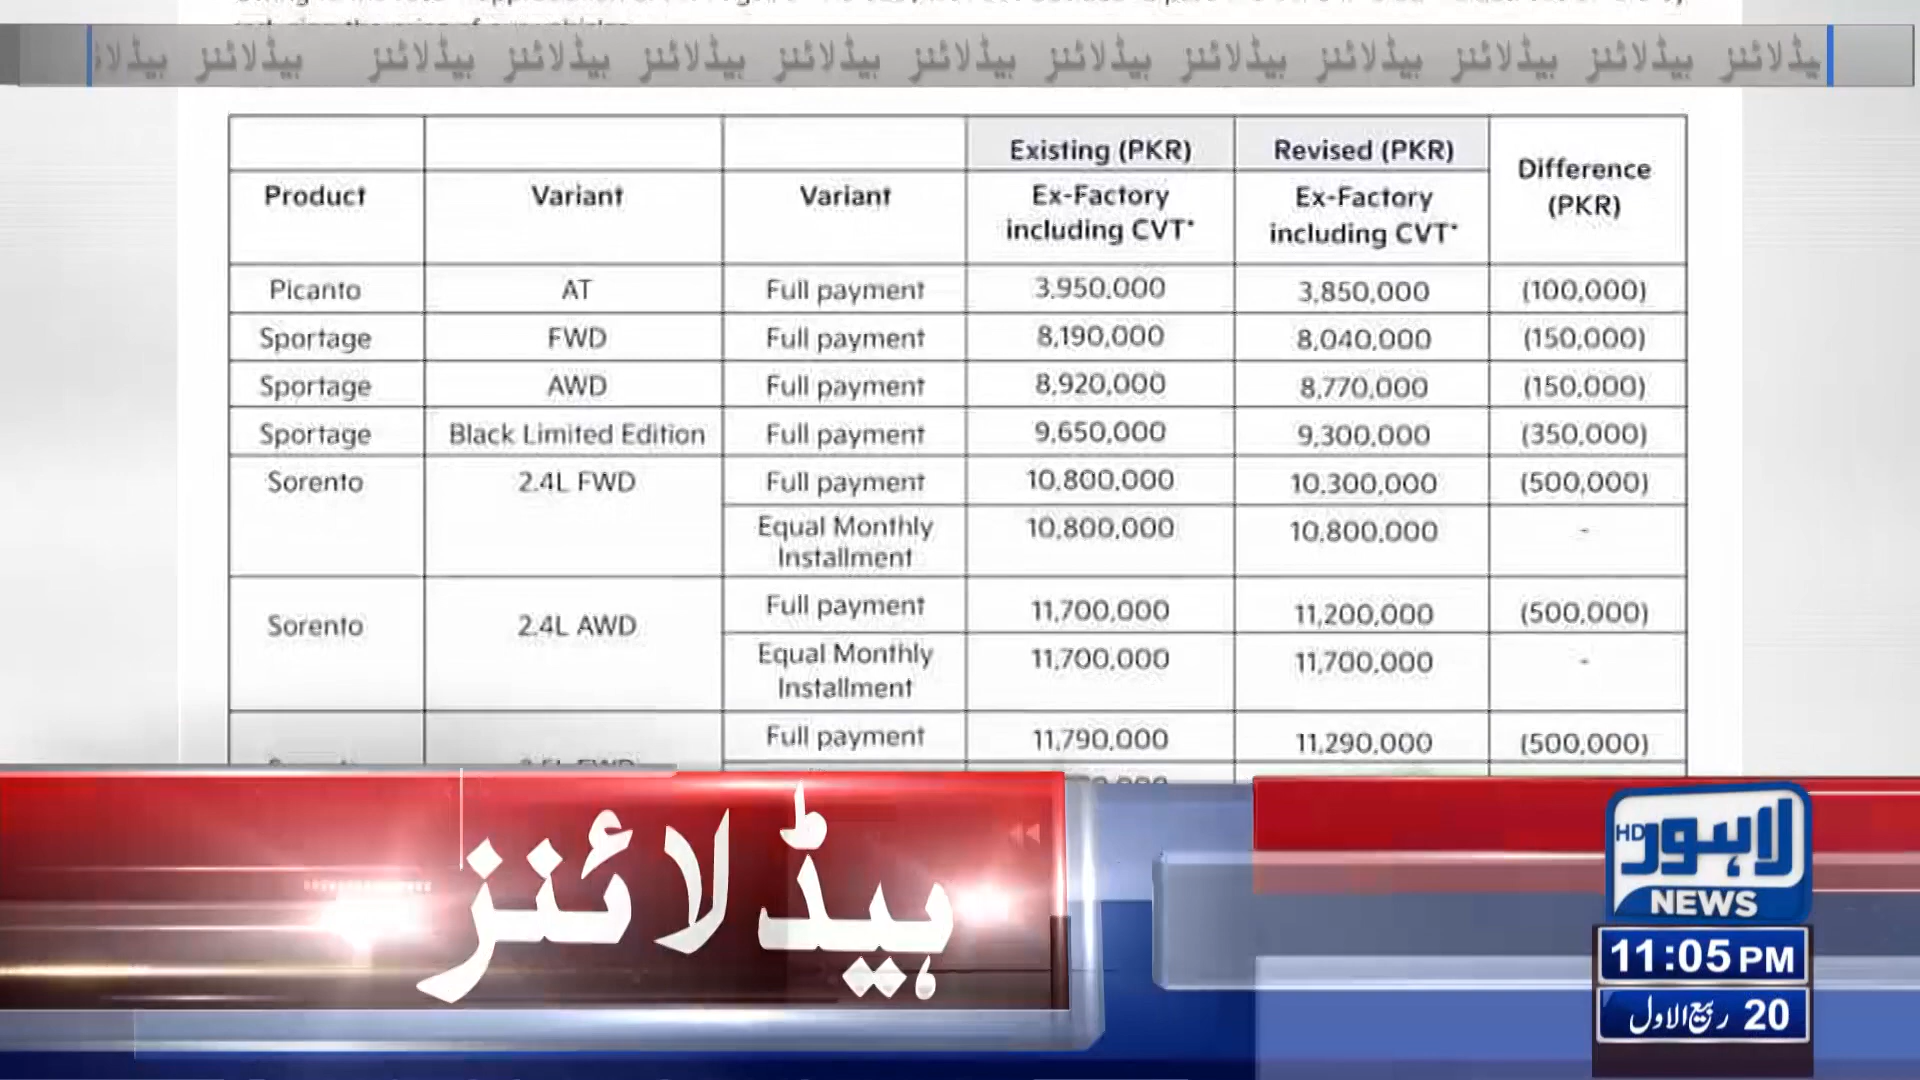 ہیڈلائنز ہیڈلائنز ہیڈلائنز ہیڈلائنز ہیڈلائنز ہیڈلائنز ہیڈلائنز ہیڈلائنز ہیڈلائنز ہیڈلائنز ہیڈلائنز ہیڈلائنز
Existing (PKR) Revised (PKR) Difference (PKR)
Product Variant Variant Ex-Factory including CVT* Ex-Factory including CVT*
Picanto AT Full payment 3,950,000 3,850,000 (100,000)
Sportage FWD Full payment 8,190,000 8,040,000 (150,000)
Sportage AWD Full payment 8,920,000 8,770,000 (150,000)
Sportage Black Limited Edition Full payment 9,650,000 9,300,000 (350,000)
Sorento 2.4L FWD Full payment 10,800,000 10,300,000 (500,000)
Equal Monthly Installment 10,800,000 10,800,000 -
Sorento 2.4L AWD Full payment 11,700,000 11,200,000 (500,000)
Equal Monthly Installment 11,700,000 11,700,000 -
Full payment 11,790,000 11,290,000 (500,000)
ہیڈلائنز
لاہور HD
NEWS
11:05 PM
20 ربیع الاول